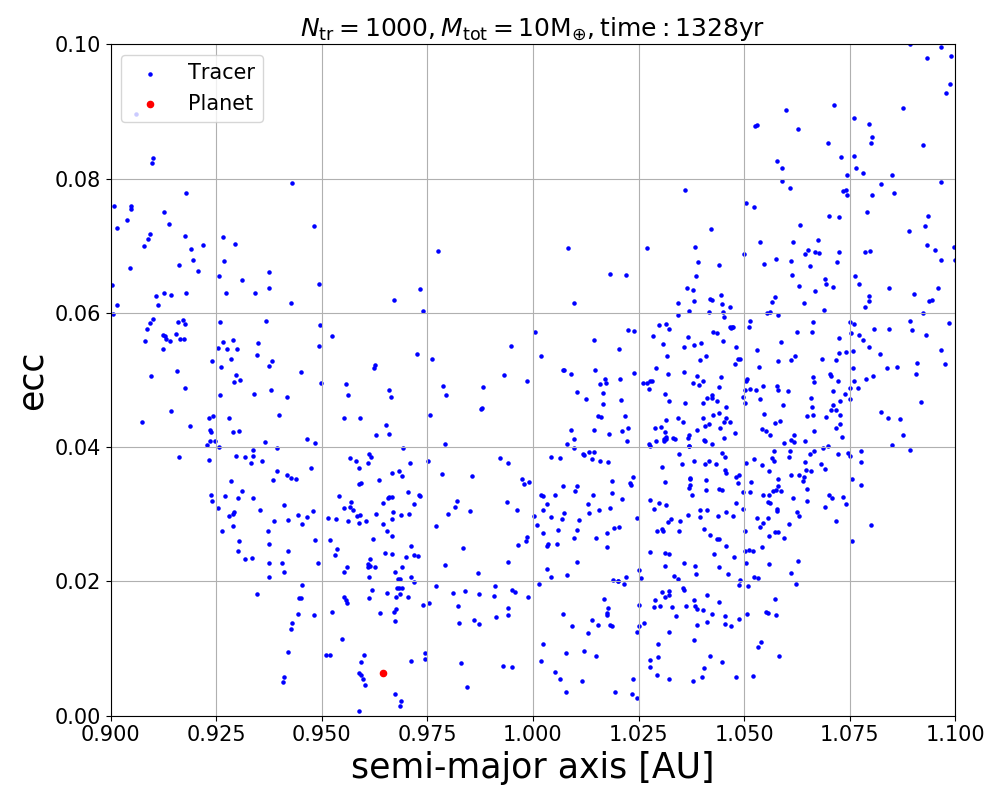 N_tr = 1000, M_tot = 10M_⊕, time : 1328yr
0.10
Tracer
Planet
0.08
0.06
ecc
0.04
0.02
0.00
0.900 0.925 0.950 0.975 1.000 1.025 1.050 1.075 1.100
semi-major axis [AU]